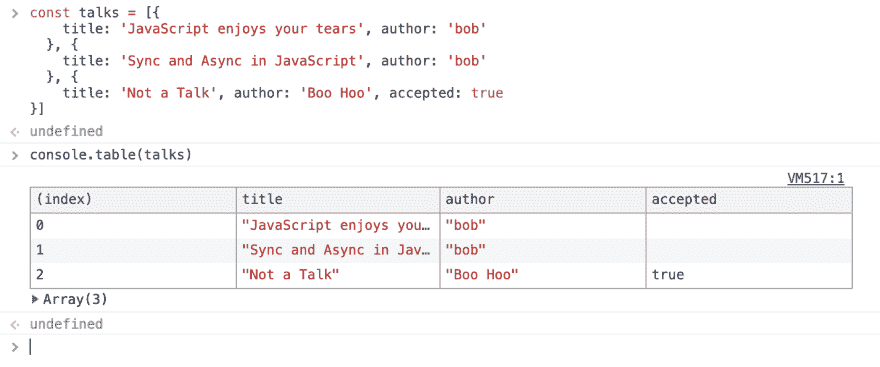 const talks = [{
title: 'JavaScript enjoys your tears', author: 'bob'
}, {
title: 'Sync and Async in JavaScript', author: 'bob'
}, {
title: 'Not a Talk', author: 'Boo Hoo', accepted: true
}]
undefined
console.table(talks)
VM517:1
(index) title author accepted
0 "JavaScript enjoys you… "bob"
1 "Sync and Async in Jav… "bob"
2 "Not a Talk" "Boo Hoo" true
Array(3)
undefined